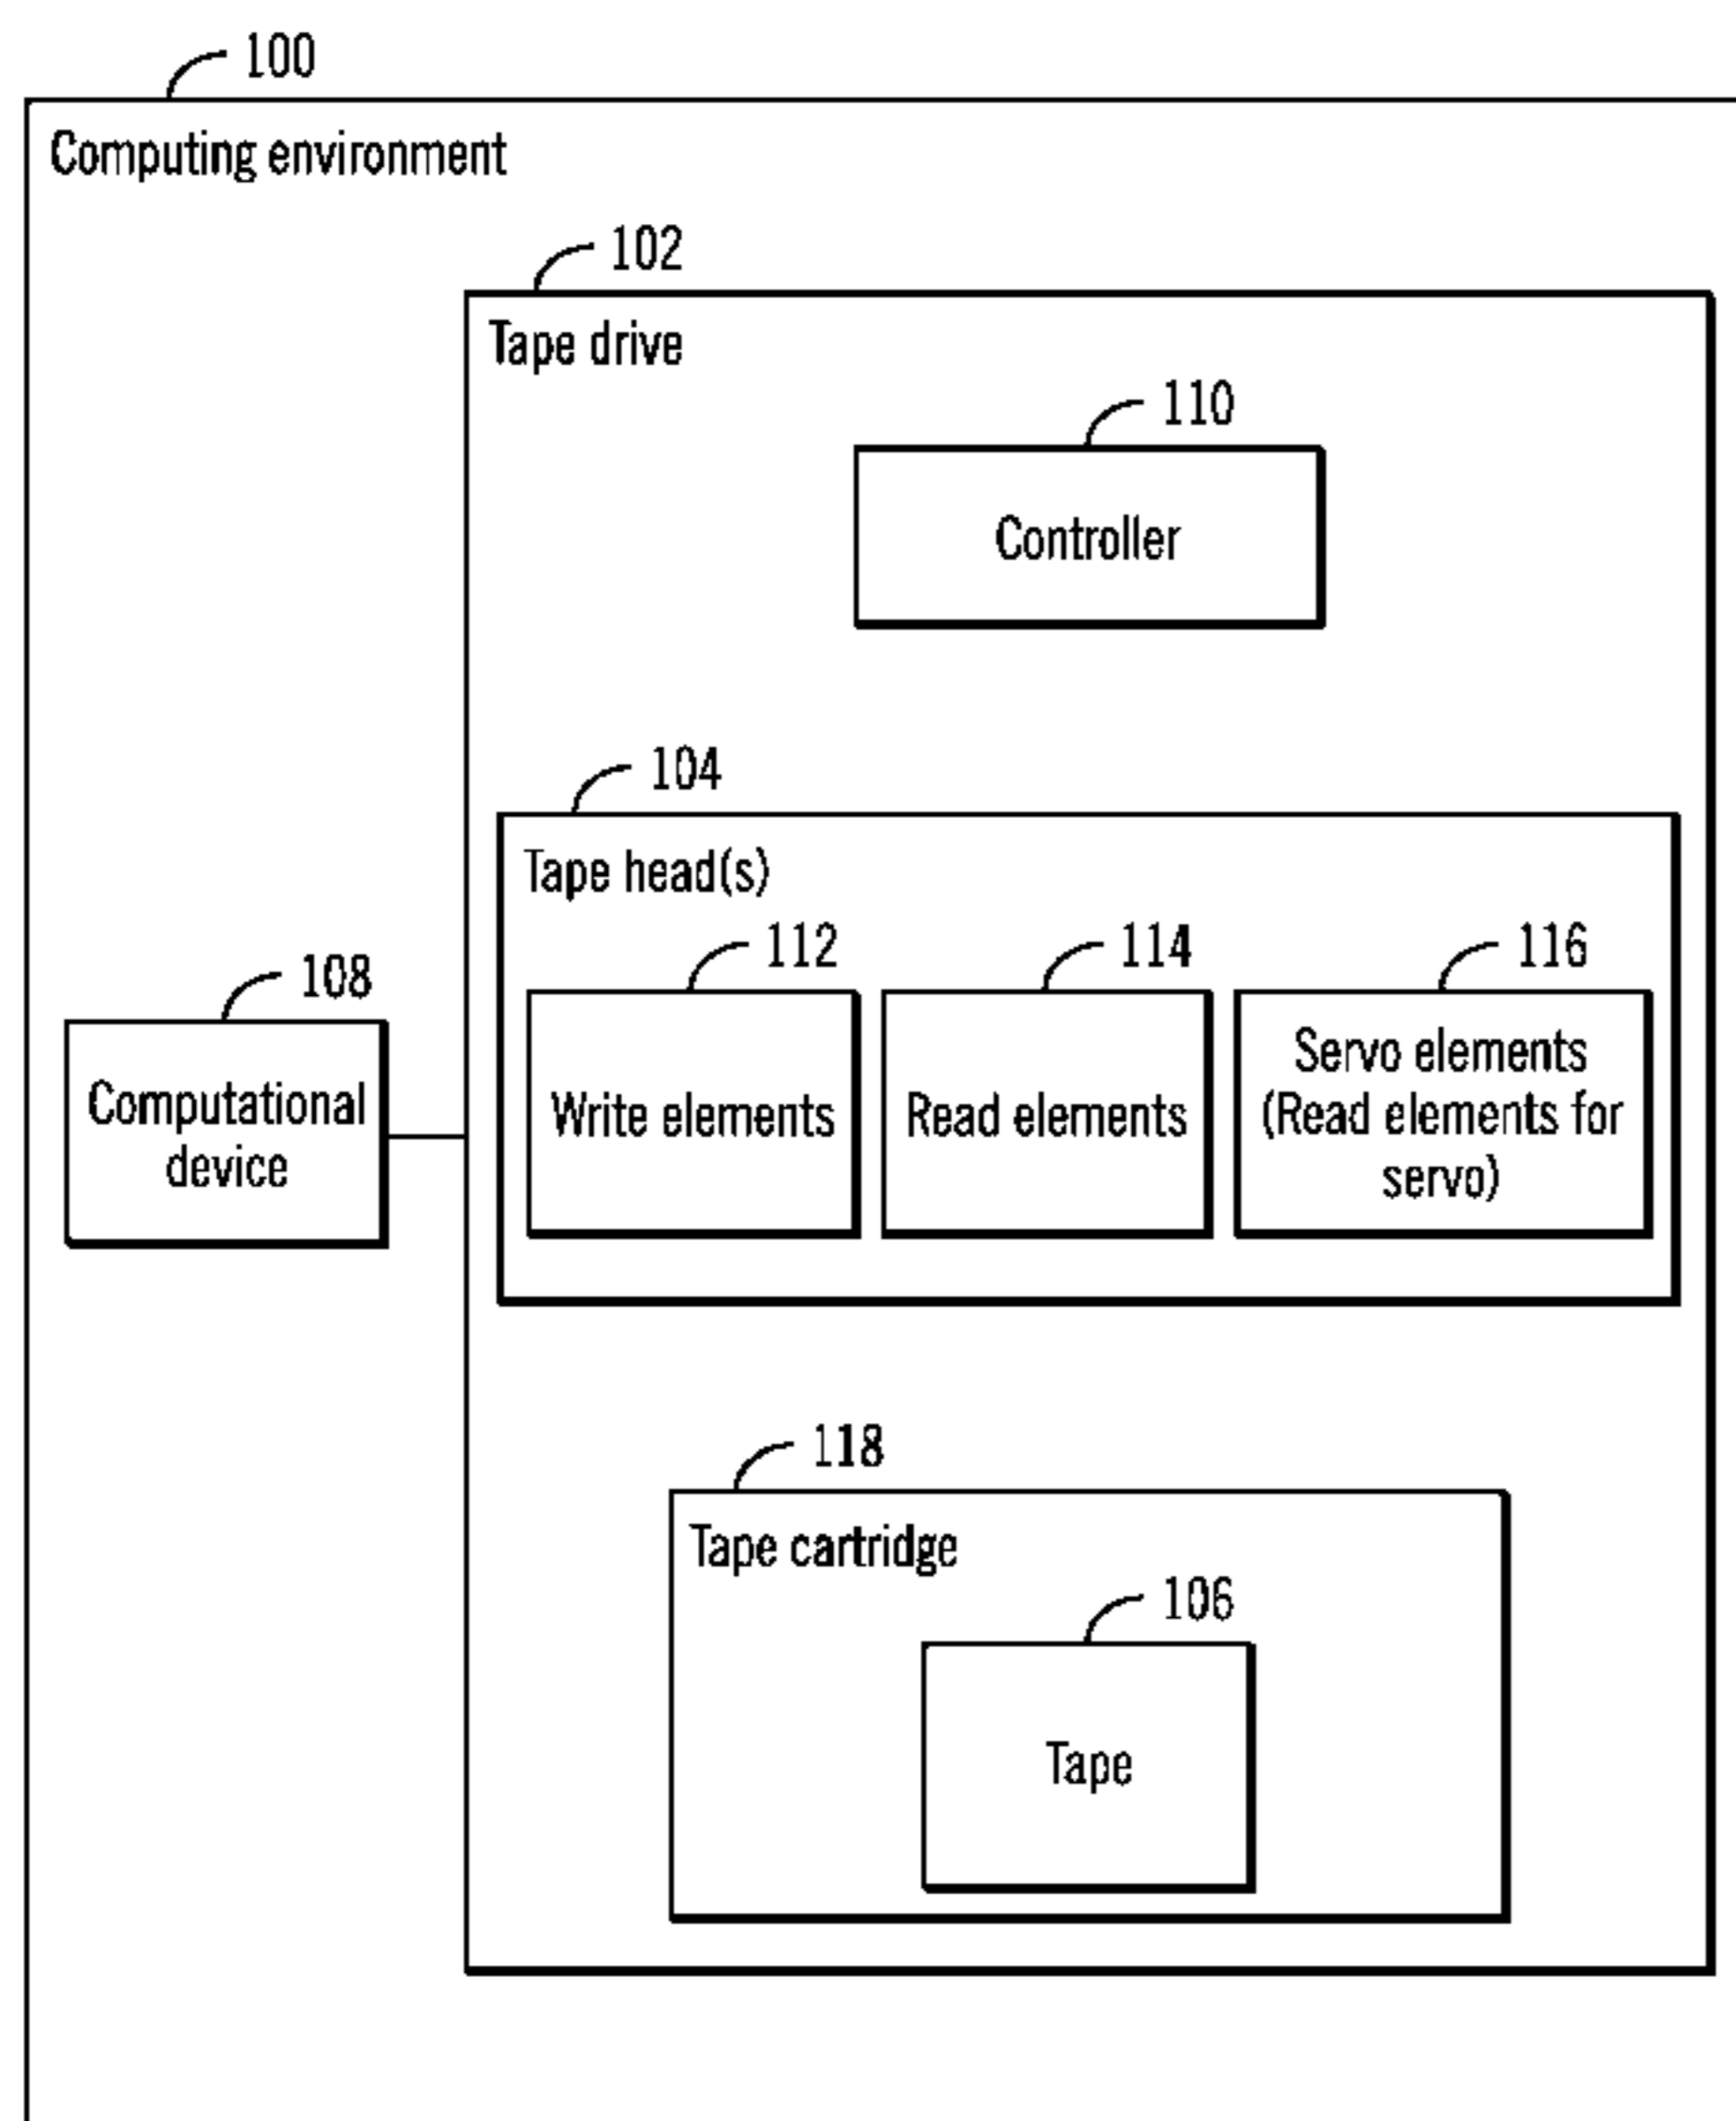 100
Computing environment
102
Tape drive
110
Controller
104
Tape head(s)
112
114
116
Write elements
Read elements
Servo elements
(Read elements for
servo)
108
Computational
device
118
Tape cartridge
106
Tape